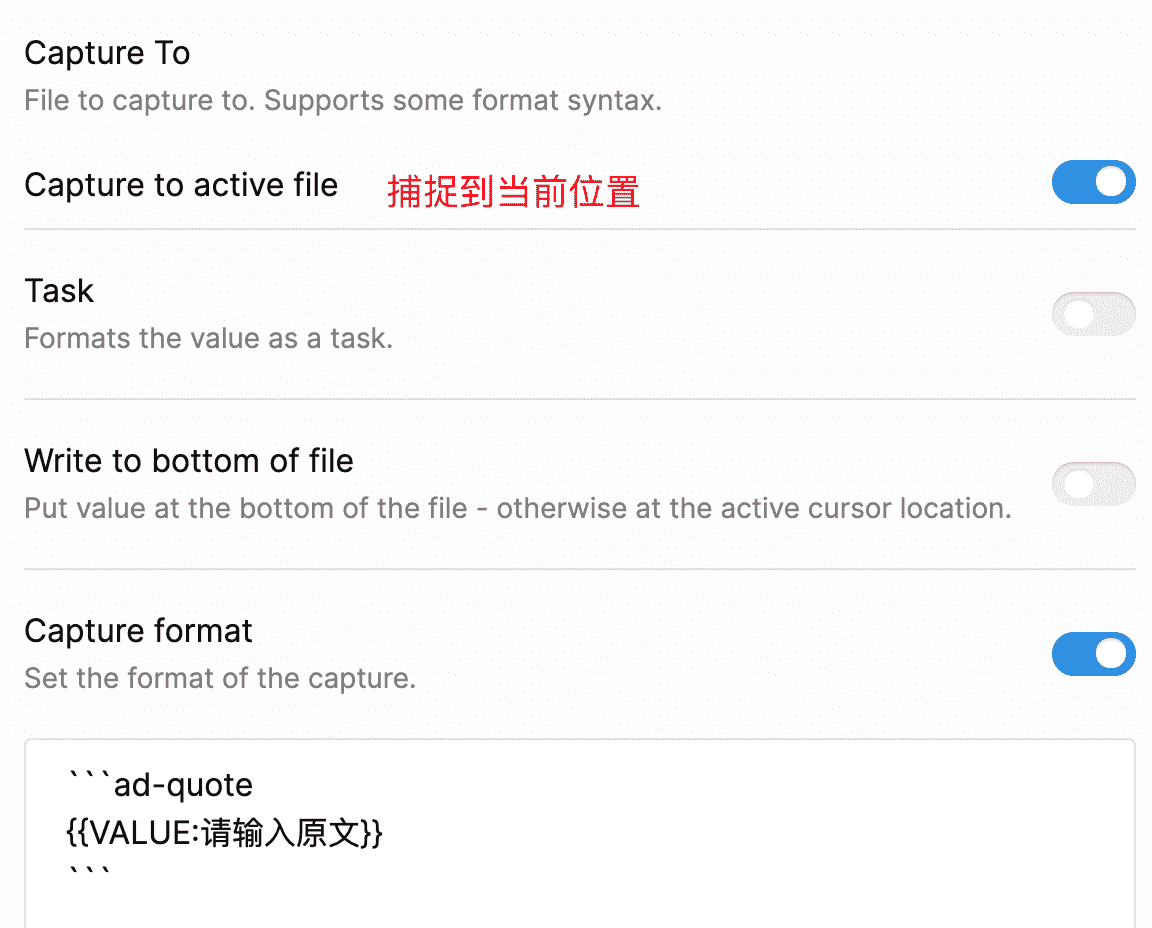 Capture To
File to capture to. Supports some format syntax.
Capture to active file 捕捉到当前位置
Task
Formats the value as a task.
Write to bottom of file
Put value at the bottom of the file - otherwise at the active cursor location.
Capture format
Set the format of the capture.
```ad-quote
{{VALUE:请输入原文}}
```